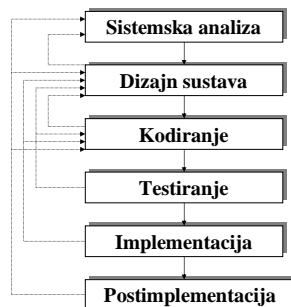 Sistemska analiza
Dizajn sustava
Kodiranje
Testiranje
Implementacija
Postimplementacija